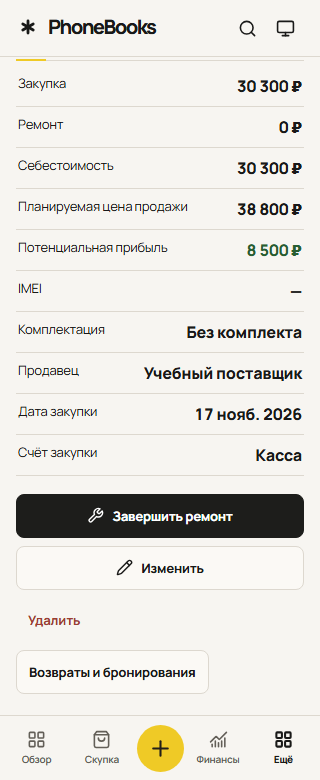 PhoneBooks
Закупка 30 300 ₽
Ремонт 0 ₽
Себестоимость 30 300 ₽
Планируемая цена продажи 38 800 ₽
Потенциальная прибыль 8 500 ₽
IMEI —
Комплектация Без комплекта
Продавец Учебный поставщик
Дата закупки 17 нояб. 2026
Счёт закупки Касса
Завершить ремонт
Изменить
Удалить
Возвраты и бронирования
Обзор Скупка Финансы Ещё